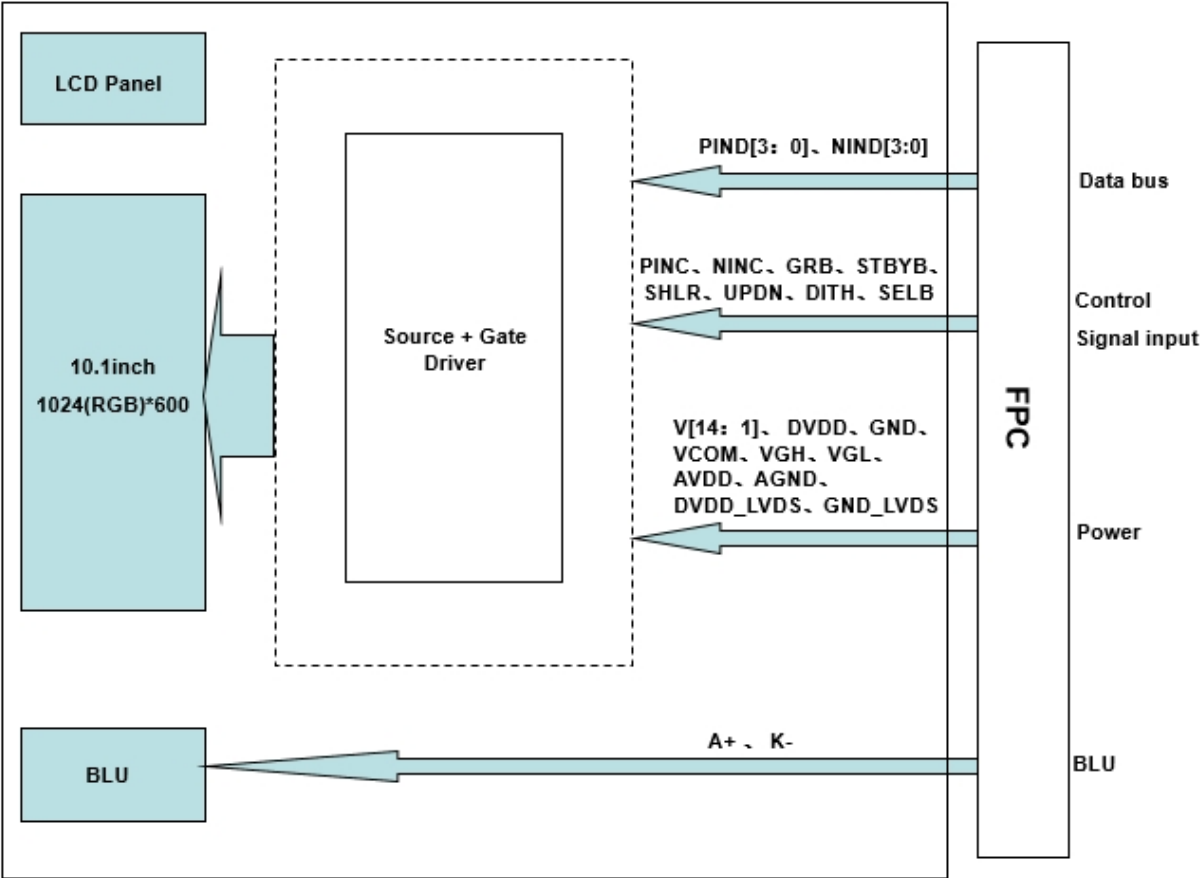 LCD Panel
PIND[3：0]、NIND[3:0]
Data bus
PINC、NINC、GRB、STBYB、
SHLR、UPDN、DITH、SELB
Control
Signal input
Source + Gate
Driver
10.1inch
1024(RGB)*600
FPC
V[14：1]、DVDD、GND、
VCOM、VGH、VGL、
AVDD、AGND、
DVDD_LVDS、GND_LVDS
Power
A+ 、 K-
BLU
BLU